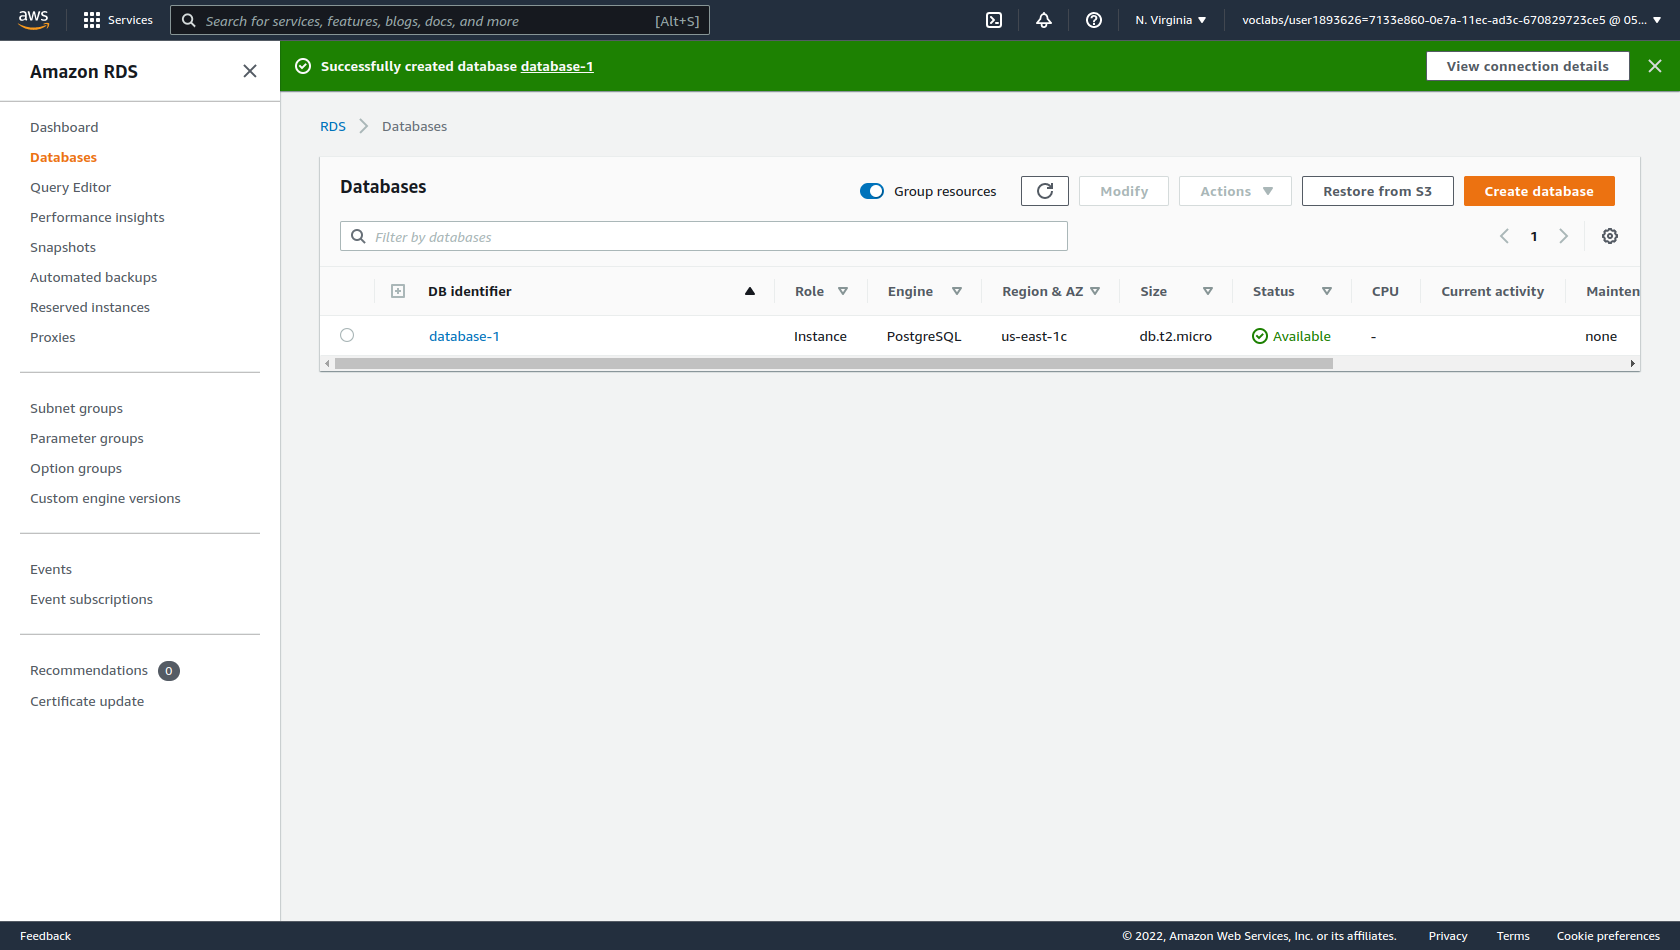 aws
Services
Search for services, features, blogs, docs, and more
[Alt+S]
N. Virginia
voclabs/user1893626=7133e860-0e7a-11ec-ad3c-670829723ce5 @ 05...
Amazon RDS
Successfully created database database-1
View connection details
Dashboard
Databases
Query Editor
Performance insights
Snapshots
Automated backups
Reserved instances
Proxies
Subnet groups
Parameter groups
Option groups
Custom engine versions
Events
Event subscriptions
Recommendations 0
Certificate update
RDS > Databases
Databases
Group resources
Modify
Actions
Restore from S3
Create database
Filter by databases
1
DB identifier Role Engine Region & AZ Size Status CPU Current activity Mainten
database-1 Instance PostgreSQL us-east-1c db.t2.micro Available - none
Feedback
© 2022, Amazon Web Services, Inc. or its affiliates. Privacy Terms Cookie preferences